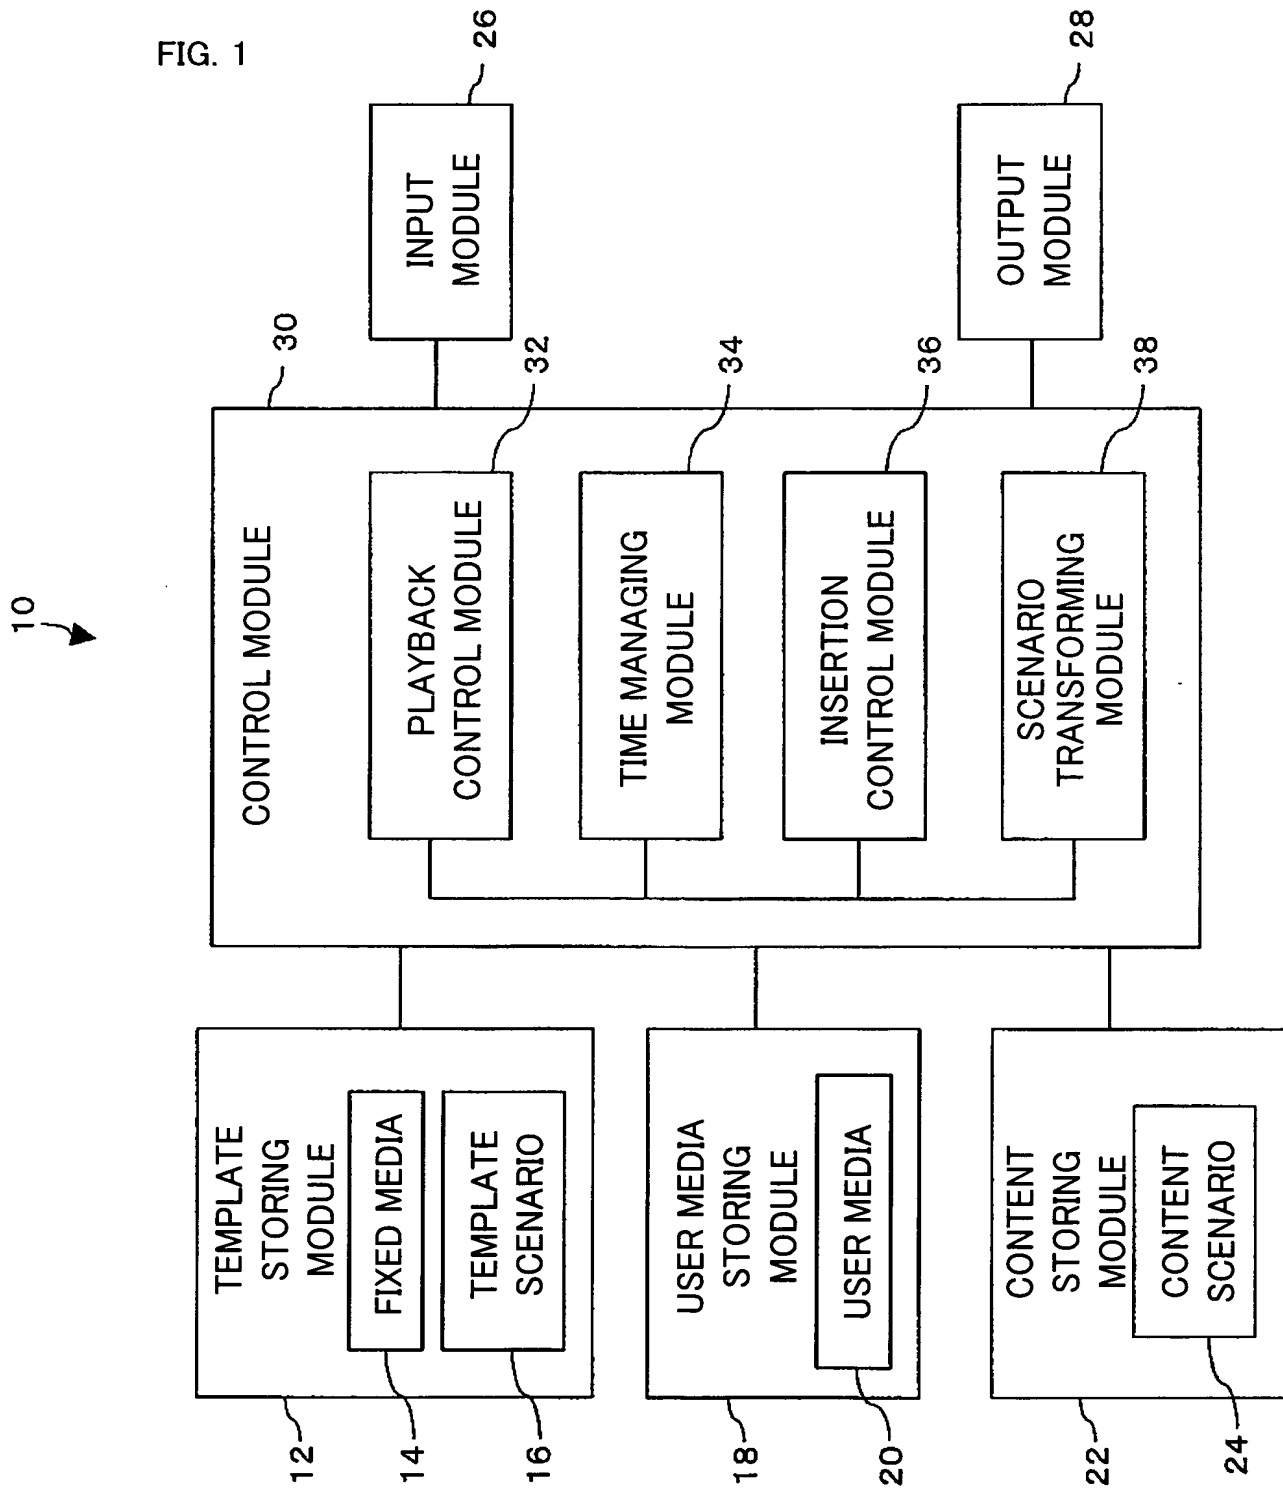 FIG. 1
10
TEMPLATE
STORING
MODULE
FIXED MEDIA
TEMPLATE
SCENARIO
12
14
16
USER MEDIA
STORING
MODULE
USER MEDIA
18
20
CONTENT
STORING
MODULE
CONTENT
SCENARIO
22
24
CONTROL MODULE
30
PLAYBACK
CONTROL MODULE
32
TIME MANAGING
MODULE
34
INSERTION
CONTROL MODULE
36
SCENARIO
TRANSFORMING
MODULE
38
INPUT
MODULE
26
OUTPUT
MODULE
28